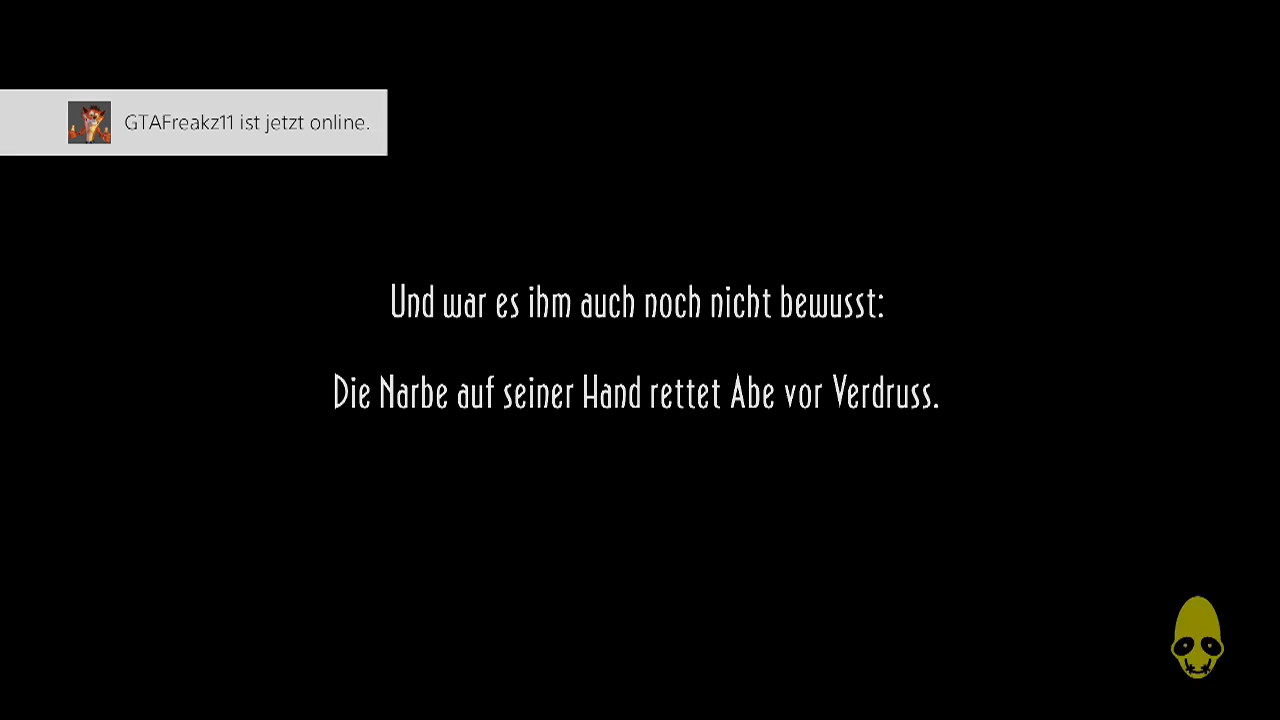 GTAFreakz11 ist jetzt online.
Und war es ihm auch noch nicht bewusst:
Die Narbe auf seiner Hand rettet Abe vor Verdruss.